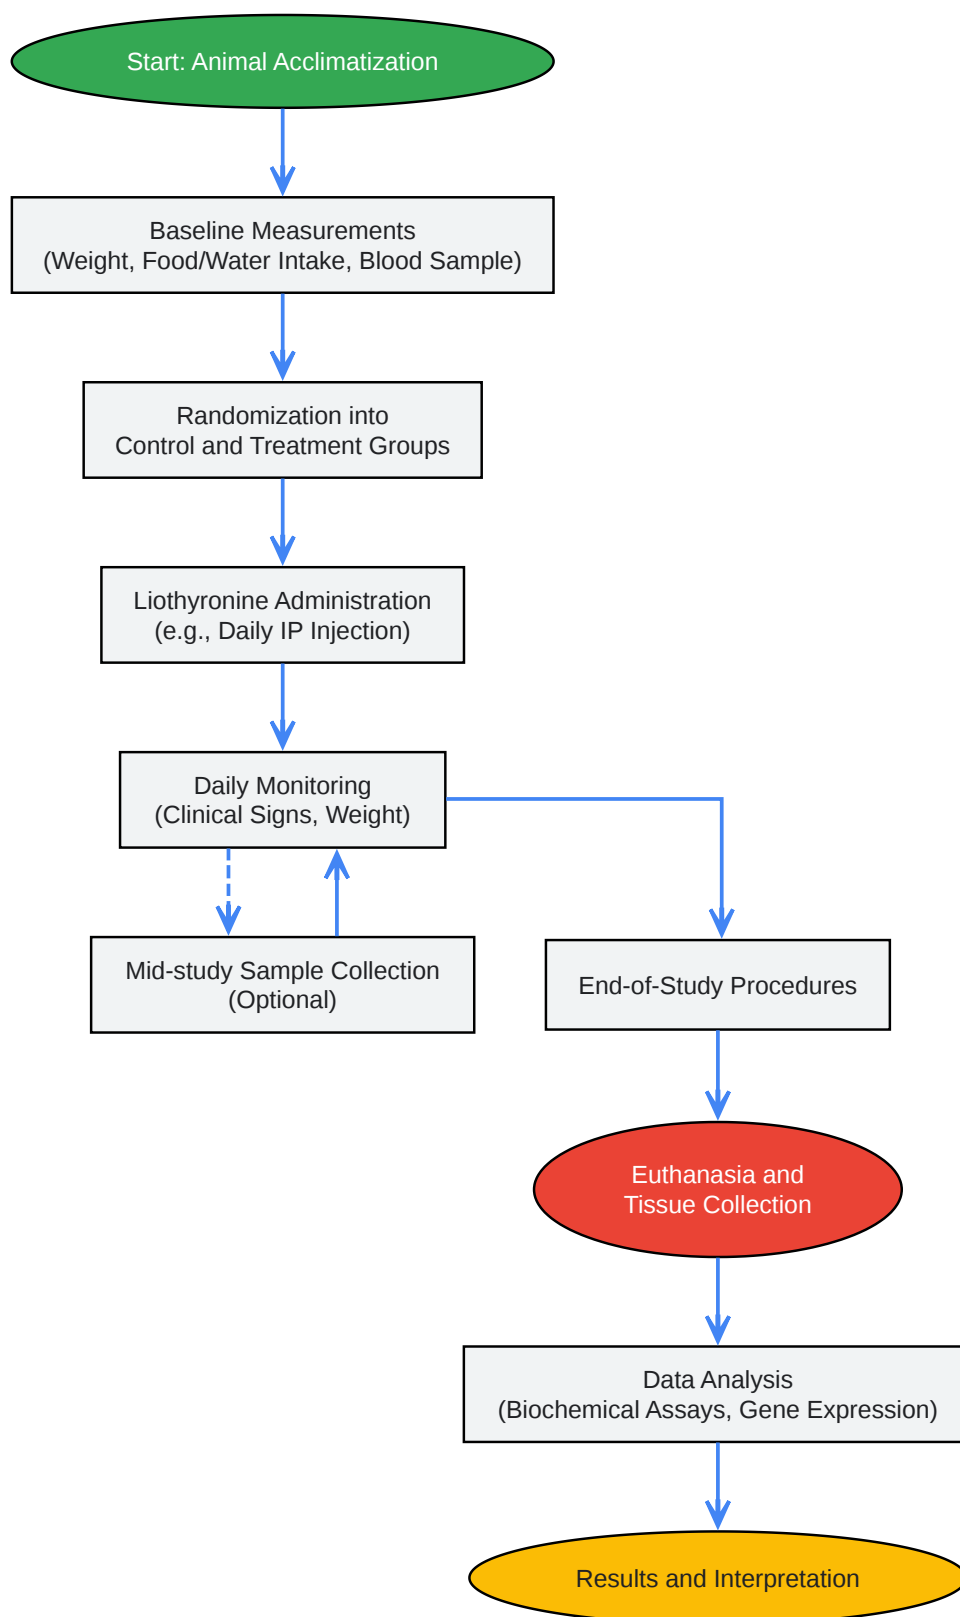 Start: Animal Acclimatization
Baseline Measurements
(Weight, Food/Water Intake, Blood Sample)
Randomization into
Control and Treatment Groups
Liothyronine Administration
(e.g., Daily IP Injection)
Daily Monitoring
(Clinical Signs, Weight)
Mid-study Sample Collection
(Optional)
End-of-Study Procedures
Euthanasia and
Tissue Collection
Data Analysis
(Biochemical Assays, Gene Expression)
Results and Interpretation